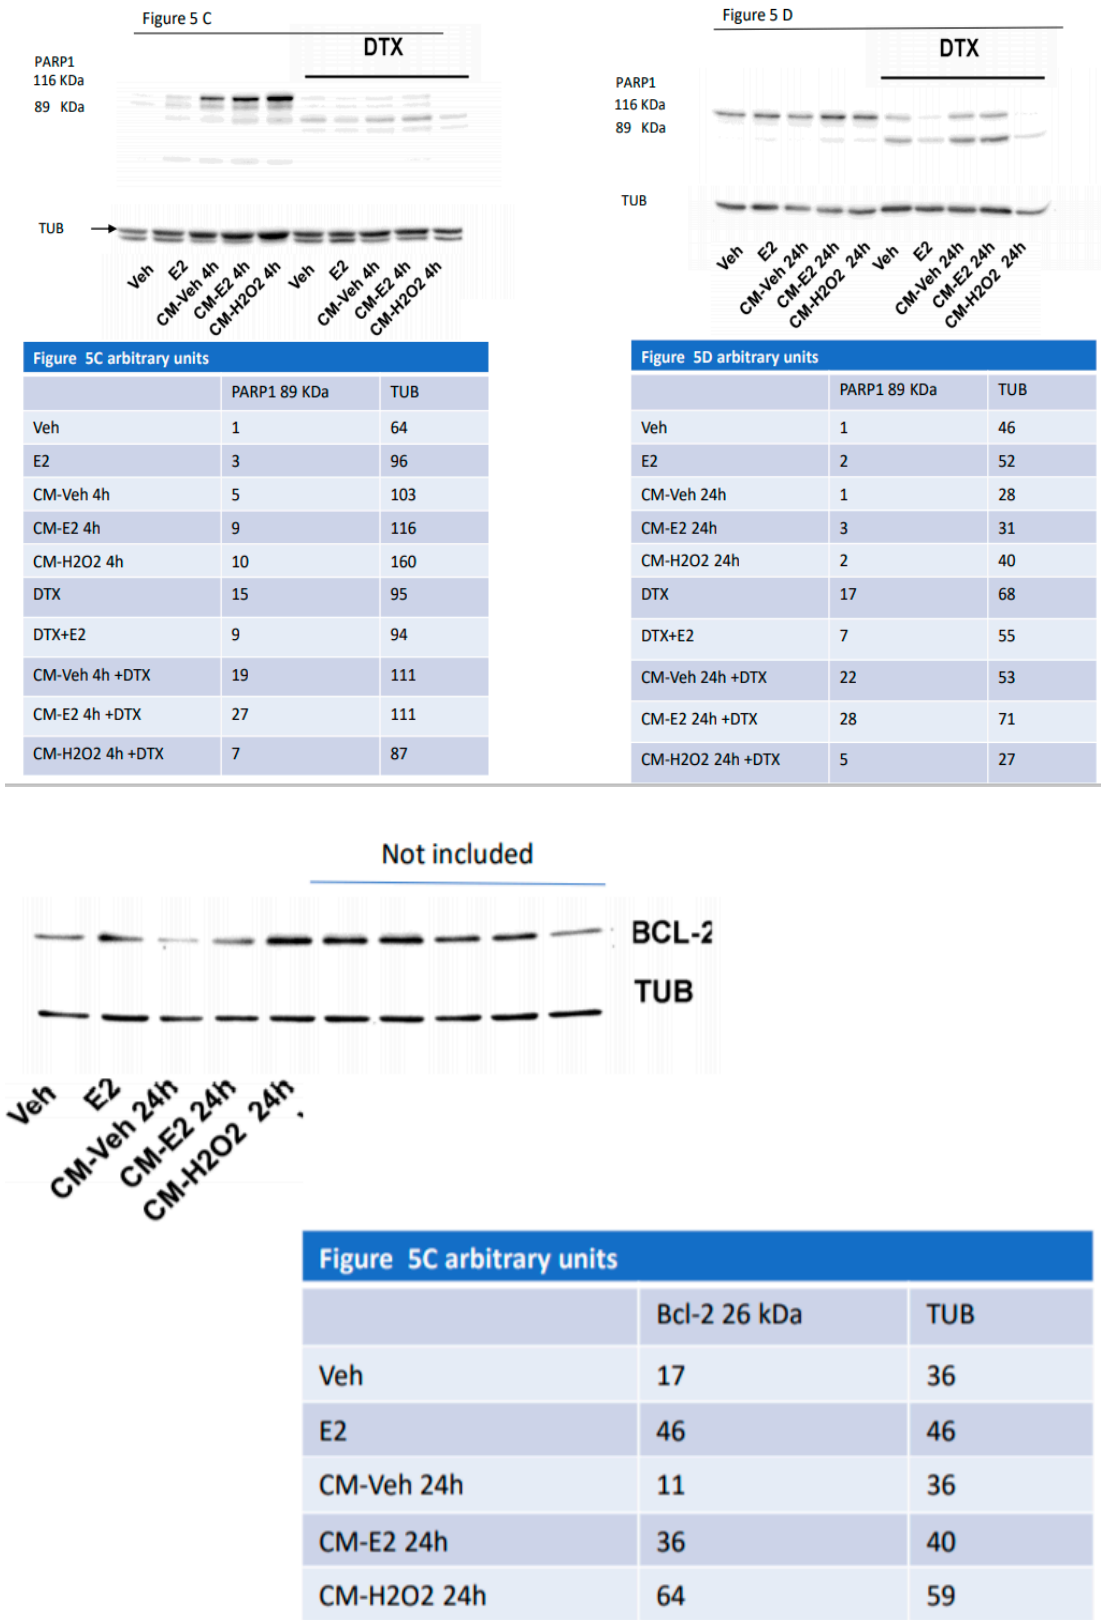 Figure 5 C
DTX
PARP1
116 KDa
89 KDa
TUB
Veh
E2
CM-Veh 4h
CM-E2 4h
CM-H2O2 4h
Veh
E2
CM-Veh 4h
CM-E2 4h
CM-H2O2 4h
Figure 5C arbitrary units
PARP1 89 KDa TUB
Veh 1 64
E2 3 96
CM-Veh 4h 5 103
CM-E2 4h 9 116
CM-H2O2 4h 10 160
DTX 15 95
DTX+E2 9 94
CM-Veh 4h +DTX 19 111
CM-E2 4h +DTX 27 111
CM-H2O2 4h +DTX 7 87
Figure 5 D
DTX
PARP1
116 KDa
89 KDa
TUB
Veh
E2
CM-Veh 24h
CM-E2 24h
CM-H2O2 24h
Veh
E2
CM-Veh 24h
CM-E2 24h
CM-H2O2 24h
Figure 5D arbitrary units
PARP1 89 KDa TUB
Veh 1 46
E2 2 52
CM-Veh 24h 1 28
CM-E2 24h 3 31
CM-H2O2 24h 2 40
DTX 17 68
DTX+E2 7 55
CM-Veh 24h +DTX 22 53
CM-E2 24h +DTX 28 71
CM-H2O2 24h +DTX 5 27
Not included
BCL-2
TUB
Veh
E2
CM-Veh 24h
CM-E2 24h
CM-H2O2 24h
Figure 5C arbitrary units
Bcl-2 26 kDa TUB
Veh 17 36
E2 46 46
CM-Veh 24h 11 36
CM-E2 24h 36 40
CM-H2O2 24h 64 59